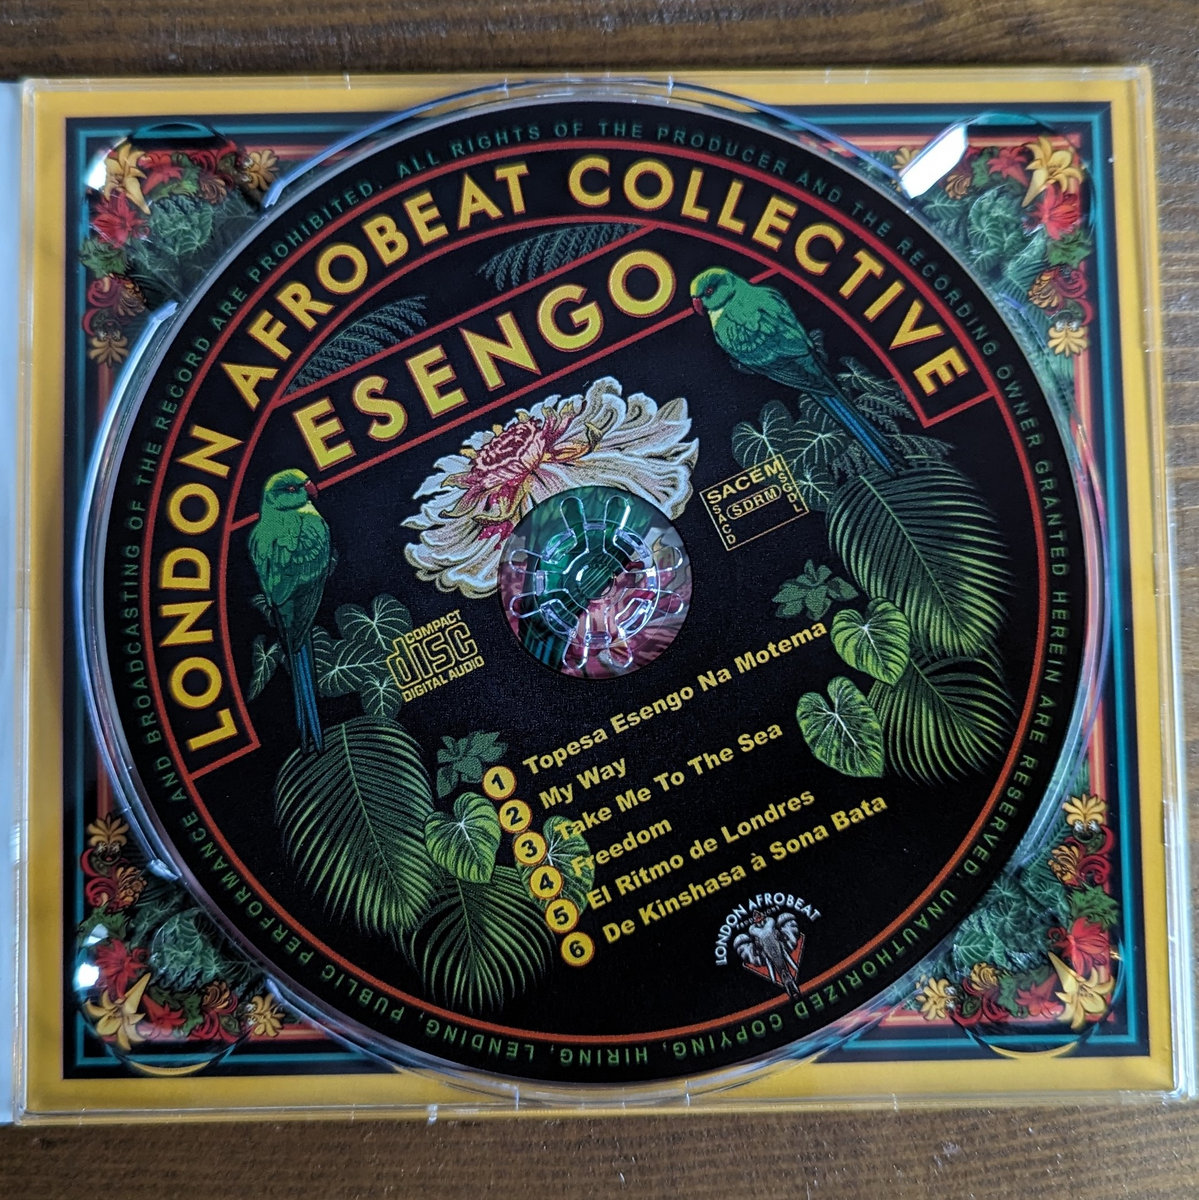 ALL RIGHTS OF THE PRODUCER AND THE RECORDING OWNER GRANTED HEREIN ARE RESERVED. UNAUTHORIZED COPYING, HIRING, LENDING, PUBLIC PERFORMANCE AND BROADCASTING OF THE RECORD ARE PROHIBITED.
LONDON AFROBEAT COLLECTIVE
ESENGO
SACEM
SACD
SDRM
SGDL
COMPACT
disc
DIGITAL AUDIO
1 Topesa Esengo Na Motema
2 My Way
3 Take Me To The Sea
4 Freedom
5 El Ritmo de Londres
6 De Kinshasa à Sona Bata
LONDON AFROBEAT